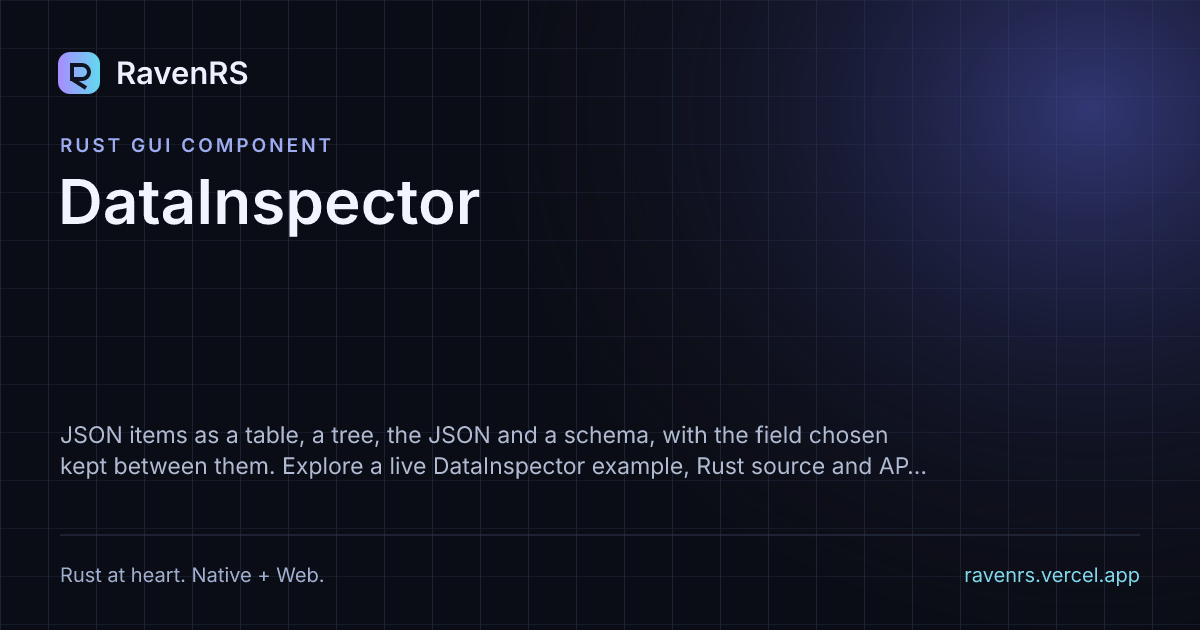 RavenRS
RUST GUI COMPONENT
DataInspector
JSON items as a table, a tree, the JSON and a schema, with the field chosen
kept between them. Explore a live DataInspector example, Rust source and AP...
Rust at heart. Native + Web.
ravenrs.vercel.app